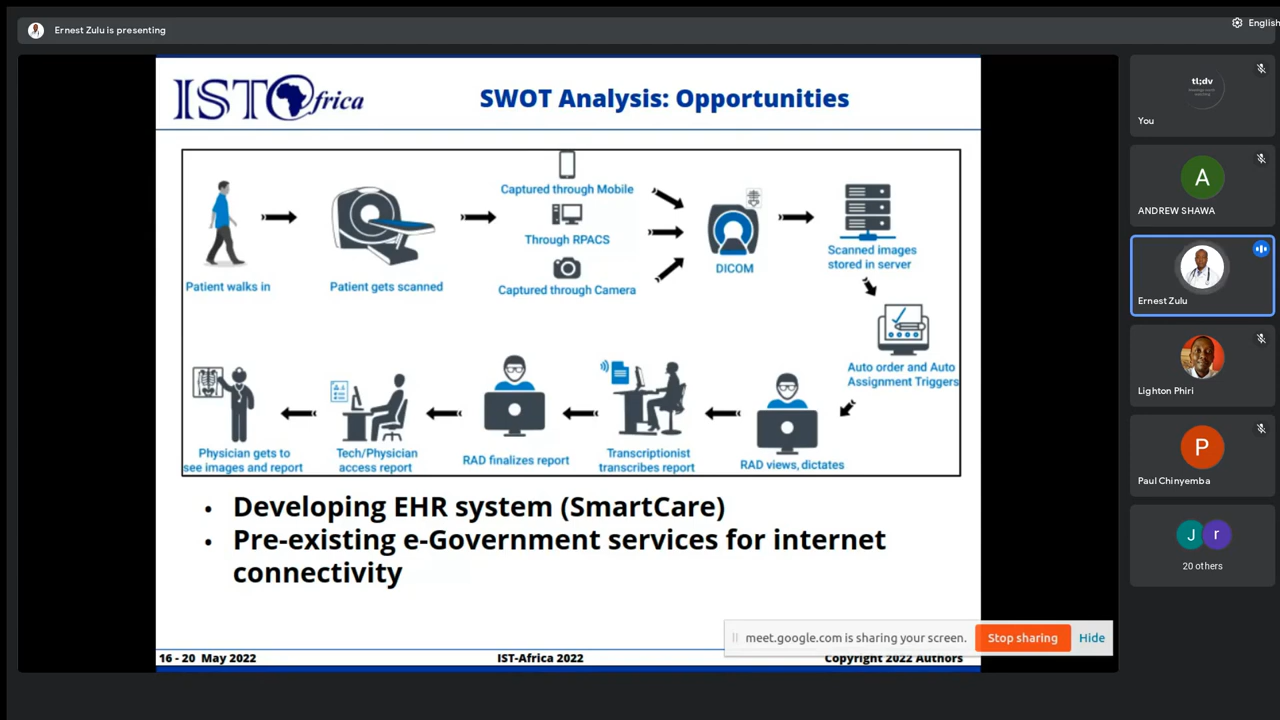 Ernest Zulu is presenting
English
IST Africa
SWOT Analysis: Opportunities
Captured through Mobile
Through RPACS
Captured through Camera
Patient walks in
Patient gets scanned
DICOM
Scanned images
stored in server
Auto order and Auto
Assignment Triggers
Physician gets to
see images and report
Tech/Physician
access report
RAD finalizes report
Transcriptionist
transcribes report
RAD views, dictates
• Developing EHR system (SmartCare)
• Pre-existing e-Government services for internet
connectivity
meet.google.com is sharing your screen.
Stop sharing
Hide
16 - 20 May 2022
IST-Africa 2022
Copyright 2022 Authors
tl;dv
You
A
ANDREW SHAWA
Ernest Zulu
Lighton Phiri
P
Paul Chinyemba
J
r
20 others